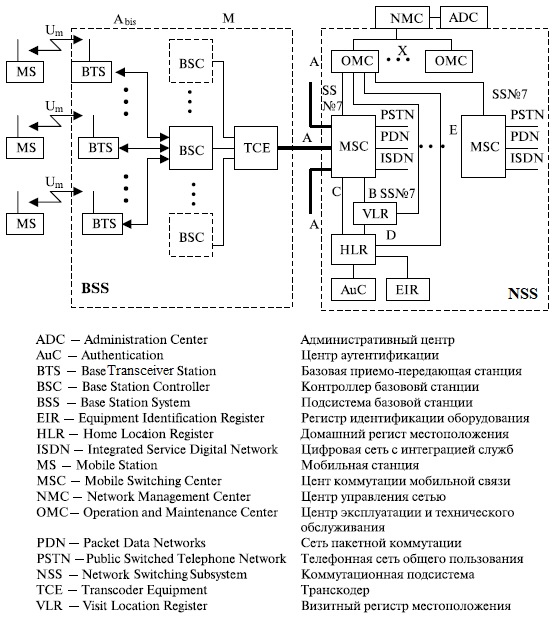 A bis
M
NMC
ADC
Um
Um
Um
MS
MS
MS
BTS
BTS
BTS
BSC
BSC
BSC
TCE
A
A
A
OMC
X
OMC
SS
№7
SS№7
MSC
PSTN
PDN
ISDN
E
MSC
PSTN
PDN
ISDN
C
B SS№7
VLR
D
HLR
AuC
EIR
BSS
NSS
ADC — Administration Center Административный центр
AuC — Authentication Центр аутентификации
BTS — Base Transceiver Station Базовая приемо-передающая станция
BSC — Base Station Controller Контроллер базововй станции
BSS — Base Station System Подсистема базовой станции
EIR — Equipment Identification Register Регистр идентификации оборудования
HLR — Home Location Register Домашний регист местоположения
ISDN — Integrated Service Digital Network Цифровая сеть с интеграцией служб
MS — Mobile Station Мобильная станция
MSC — Mobile Switching Center Цент коммутации мобильной связи
NMC — Network Management Center Центр управления сетью
OMC — Operation and Maintenance Center Центр эксплуатации и технического
обслуживания
PDN — Packet Data Networks Сеть пакетной коммутации
PSTN — Public Switched Telephone Network Телефонная сеть общего пользования
NSS — Network Switching Subsystem Коммутационная подсистема
TCE — Transcoder Equipment Транскодер
VLR — Visit Location Register Визитный регистр местоположения